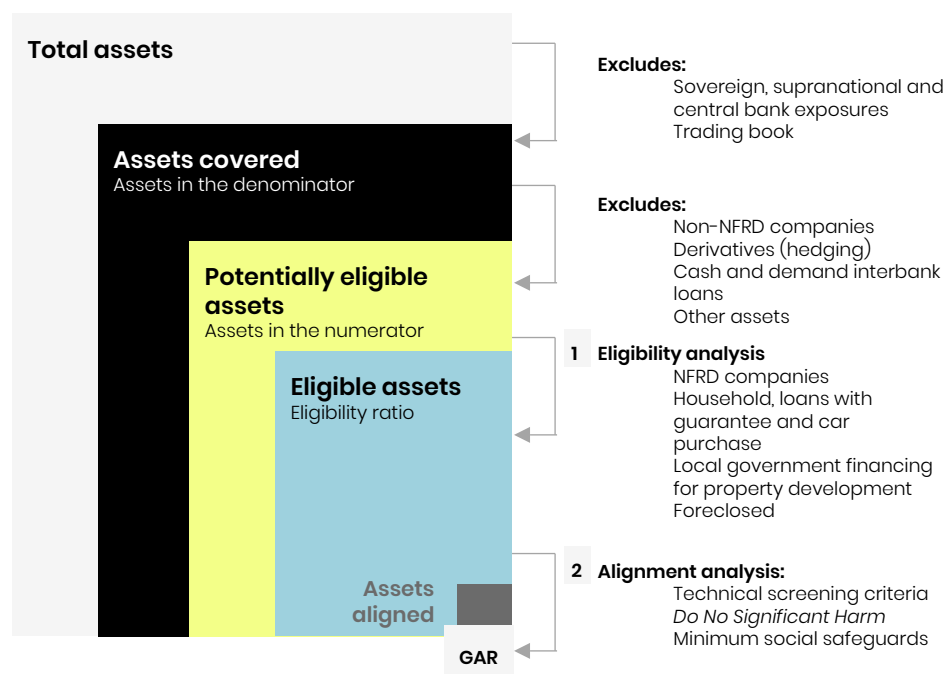 Total assets
Excludes:
Sovereign, supranational and
central bank exposures
Trading book
Assets covered
Assets in the denominator
Excludes:
Non-NFRD companies
Derivatives (hedging)
Cash and demand interbank
loans
Other assets
Potentially eligible
assets
Assets in the numerator
1 Eligibility analysis
NFRD companies
Household, loans with
guarantee and car
purchase
Local government financing
for property development
Foreclosed
Eligible assets
Eligibility ratio
2 Alignment analysis:
Technical screening criteria
Do No Significant Harm
Minimum social safeguards
Assets
aligned
GAR